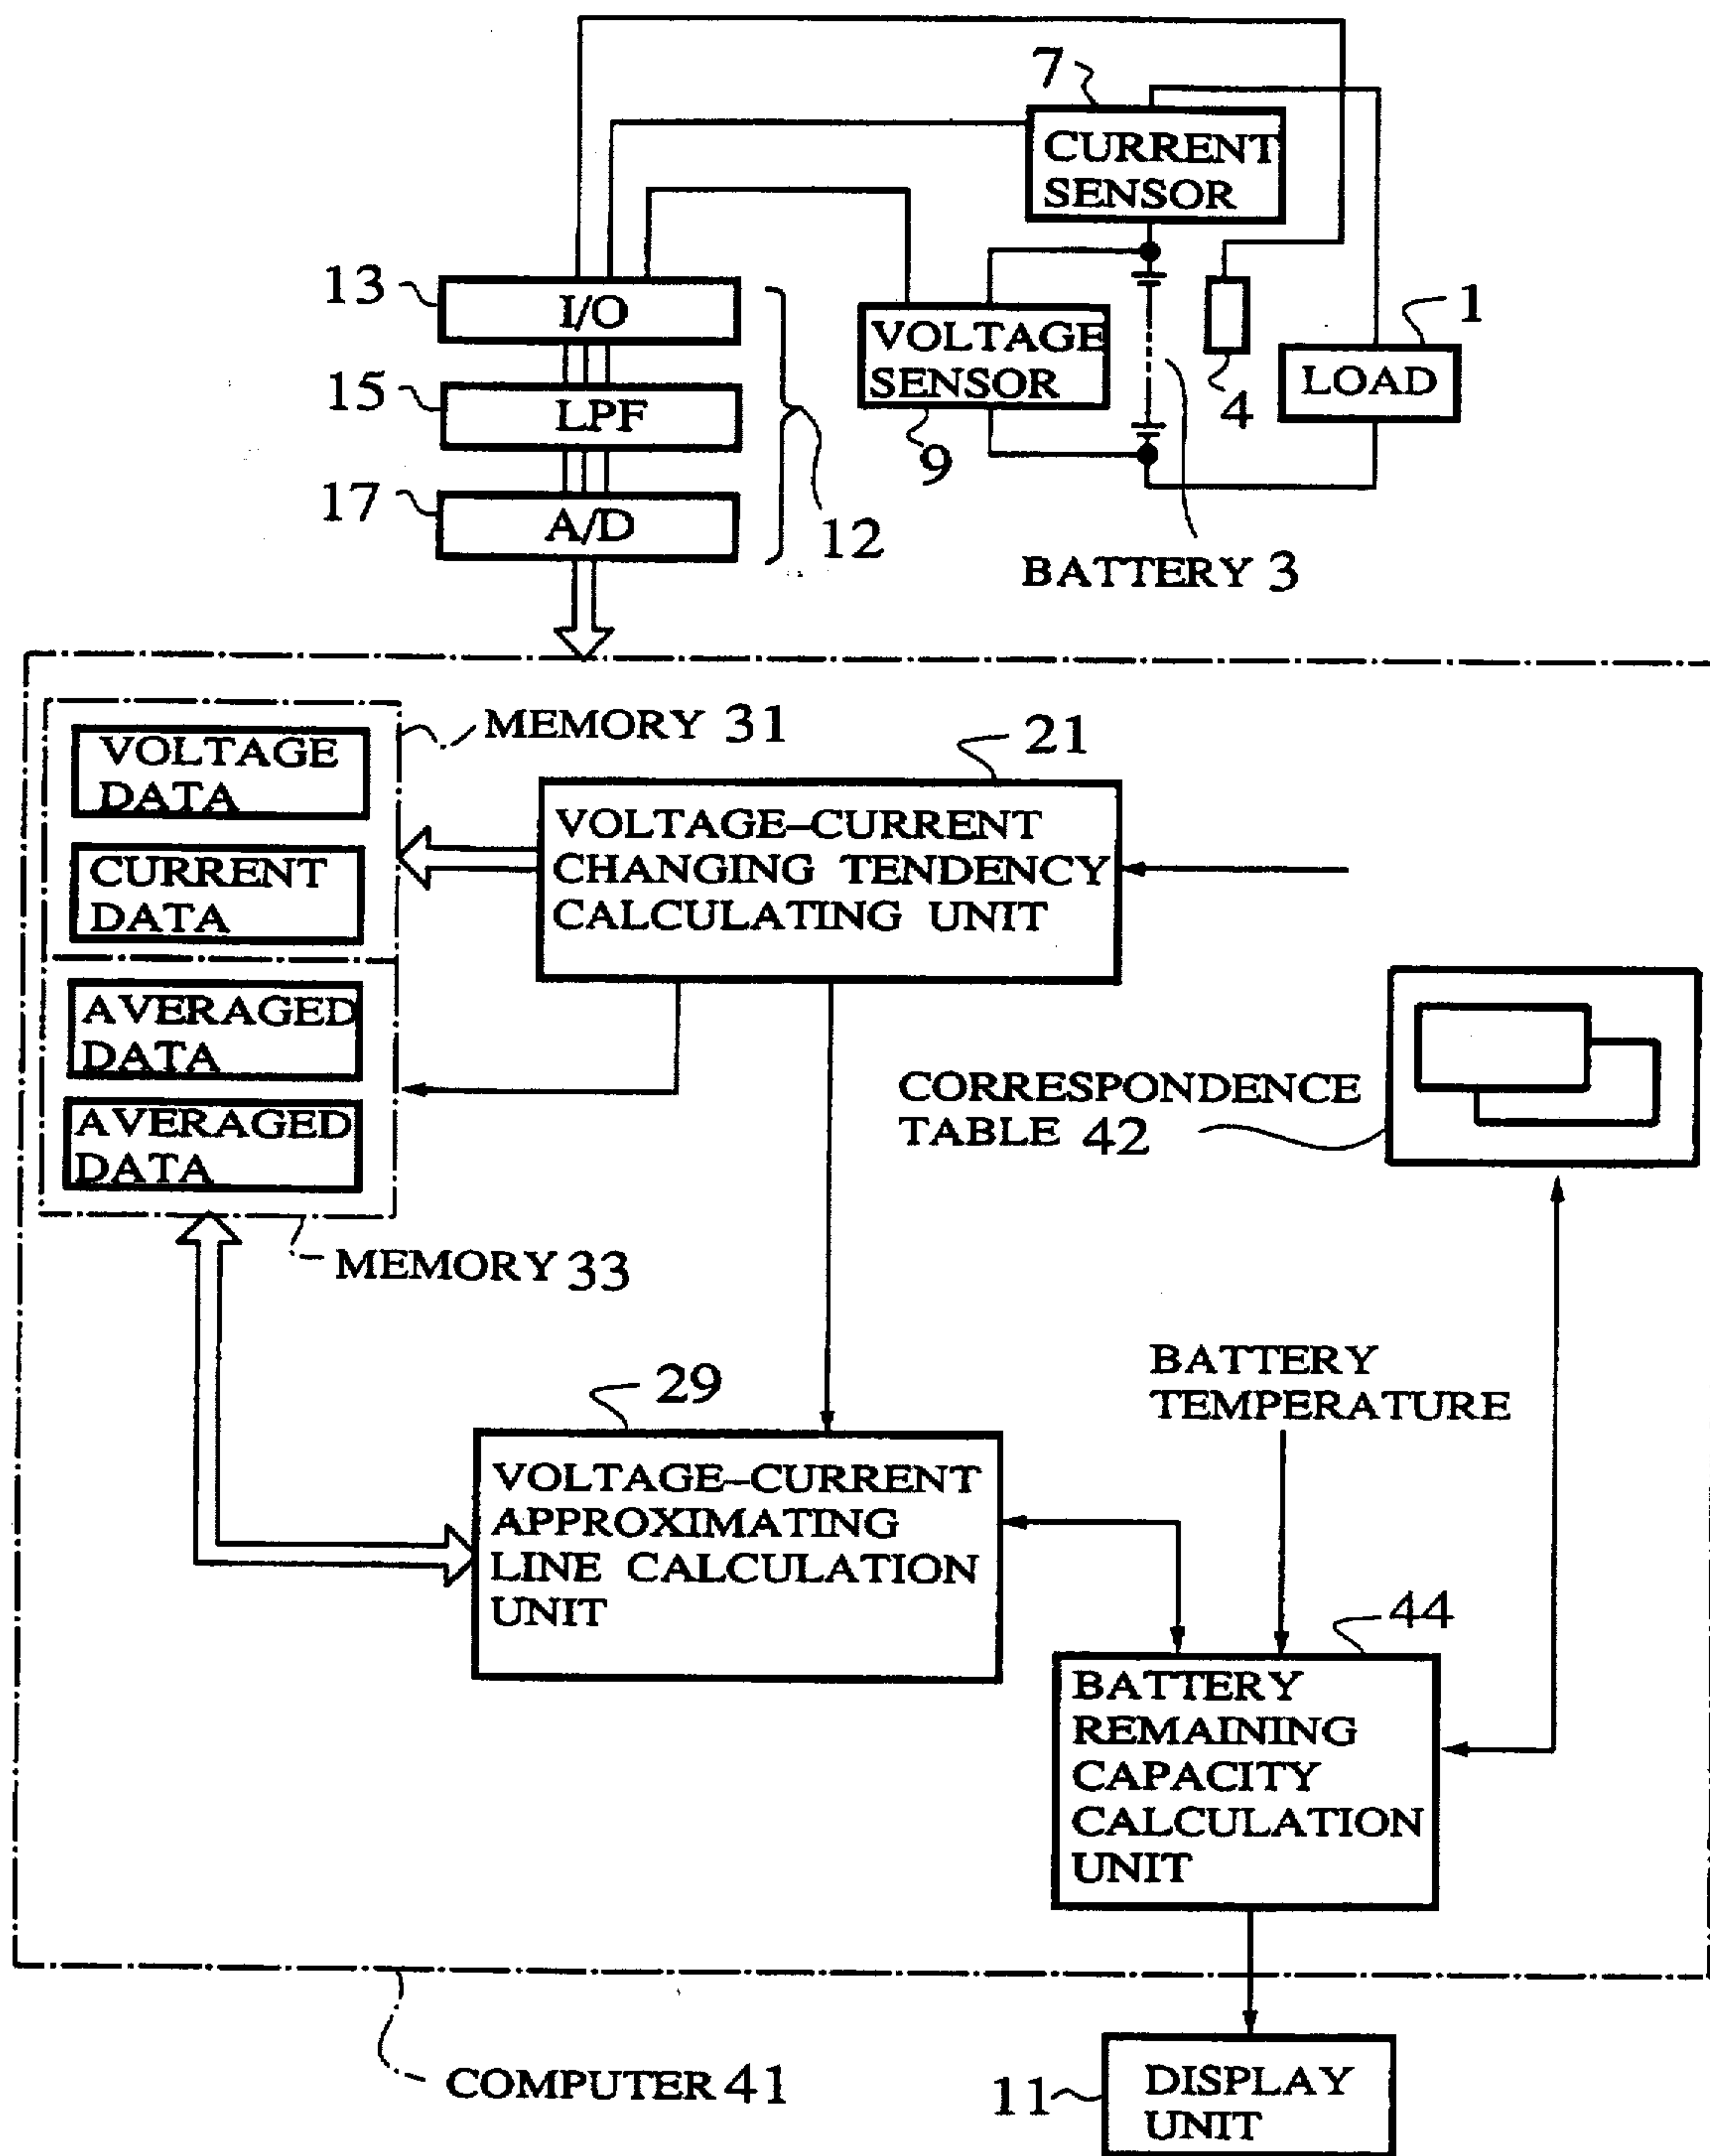 7
CURRENT
SENSOR
13
I/O
VOLTAGE
SENSOR
1
LOAD
15
LPF
4
9
17
A/D
12
BATTERY 3
MEMORY 31
VOLTAGE
DATA
21
VOLTAGE–CURRENT
CHANGING TENDENCY
CALCULATING UNIT
CURRENT
DATA
AVERAGED
DATA
CORRESPONDENCE
TABLE 42
AVERAGED
DATA
MEMORY 33
BATTERY
TEMPERATURE
29
VOLTAGE–CURRENT
APPROXIMATING
LINE CALCULATION
UNIT
44
BATTERY
REMAINING
CAPACITY
CALCULATION
UNIT
COMPUTER 41
11
DISPLAY
UNIT